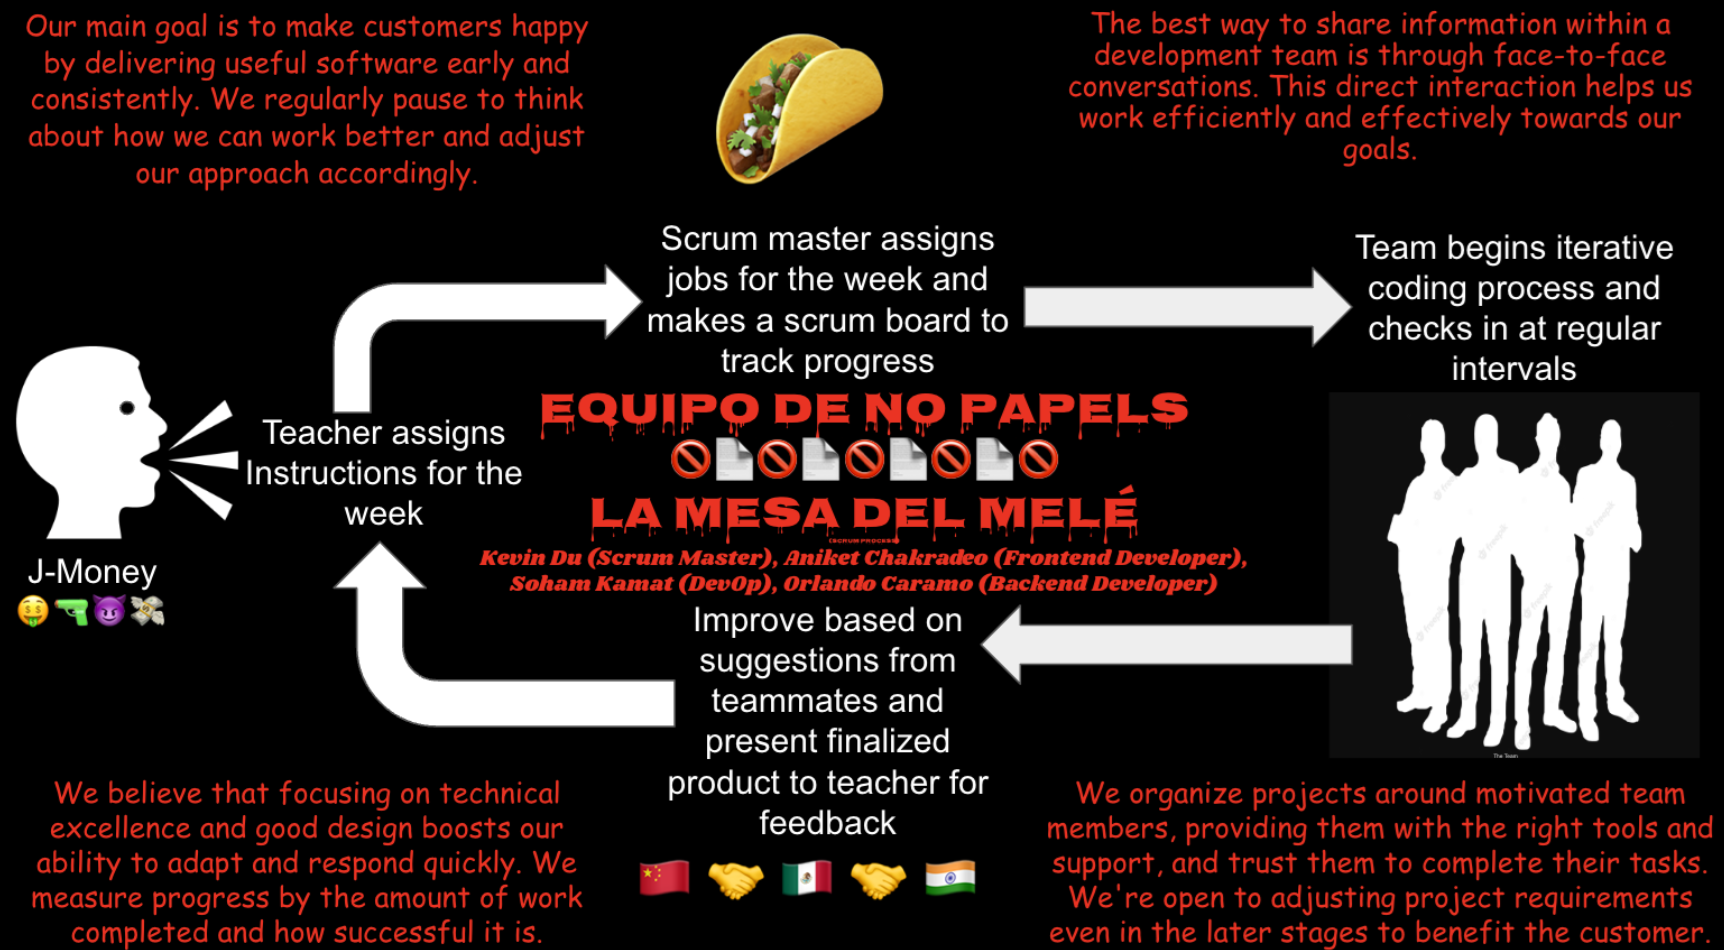 Our main goal is to make customers happy
by delivering useful software early and
consistently. We regularly pause to think
about how we can work better and adjust
our approach accordingly.
The best way to share information within a
development team is through face-to-face
conversations. This direct interaction helps us
work efficiently and effectively towards our
goals.
Scrum master assigns
jobs for the week and
makes a scrum board to
track progress
Team begins iterative
coding process and
checks in at regular
intervals
Teacher assigns
Instructions for the
week
J-Money
EQUIPO DE NO PAPELS
LA MESA DEL MELÉ
(SCRUM PROCESS)
Kevin Du (Scrum Master), Aniket Chakradeo (Frontend Developer),
Soham Kamat (DevOp), Orlando Caramo (Backend Developer)
Improve based on
suggestions from
teammates and
present finalized
product to teacher for
feedback
The Team
We believe that focusing on technical
excellence and good design boosts our
ability to adapt and respond quickly. We
measure progress by the amount of work
completed and how successful it is.
We organize projects around motivated team
members, providing them with the right tools and
support, and trust them to complete their tasks.
We're open to adjusting project requirements
even in the later stages to benefit the customer.